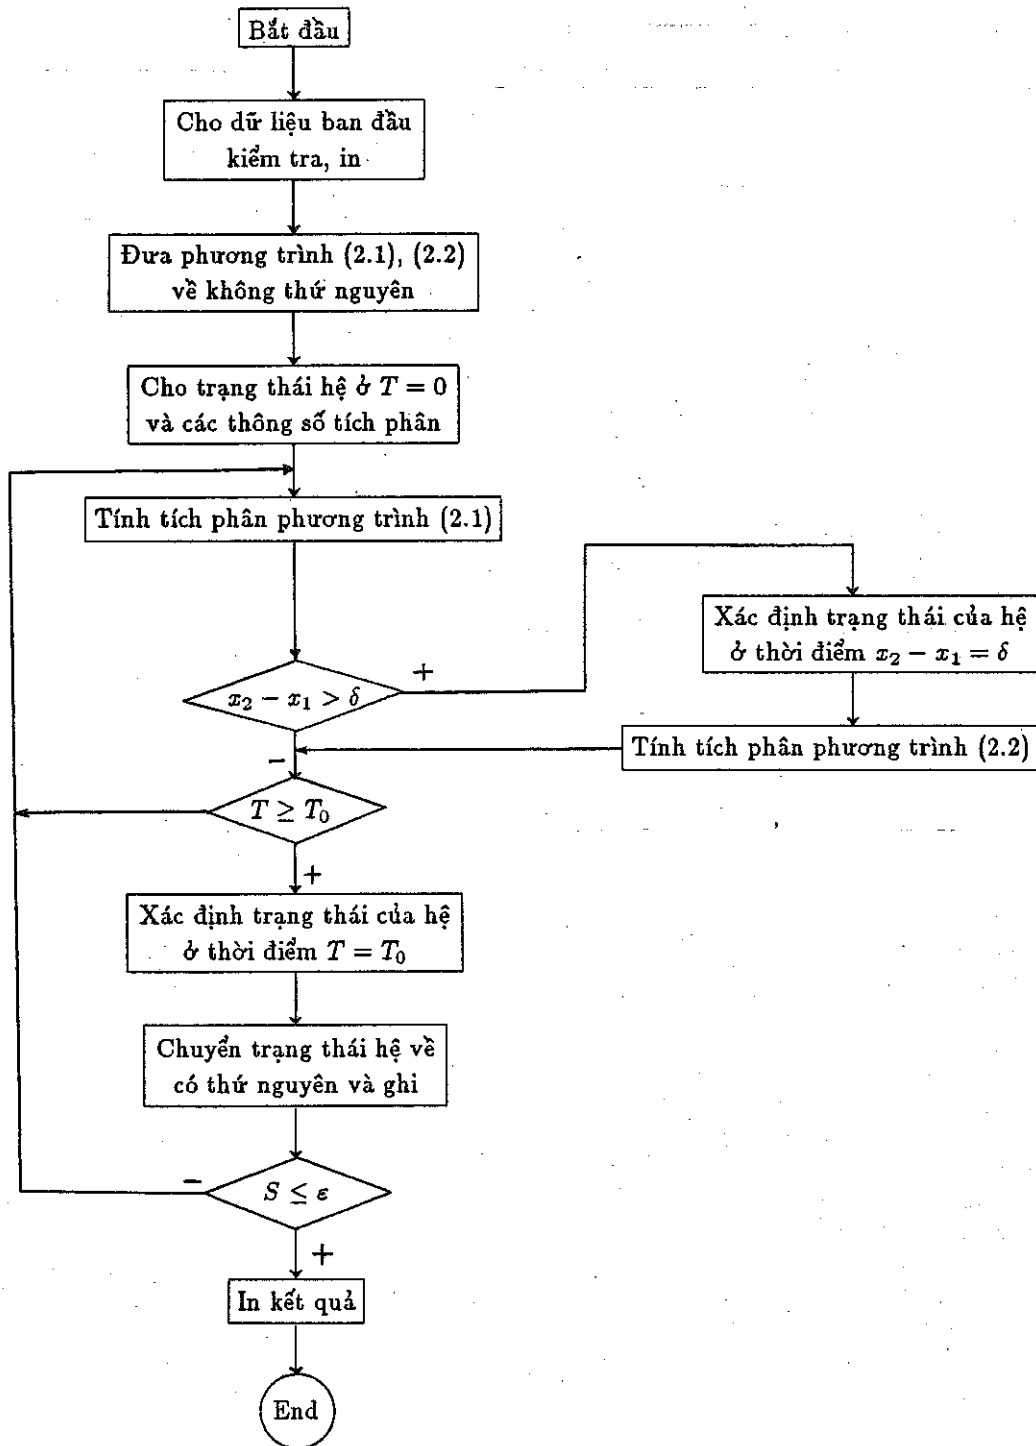 Bắt đầu
Cho dữ liệu ban đầu
kiểm tra, in
Đưa phương trình (2.1), (2.2)
về không thứ nguyên
Cho trạng thái hệ ở T = 0
và các thông số tích phân
Tính tích phân phương trình (2.1)
x₂ − x₁ > δ
+
Xác định trạng thái của hệ
ở thời điểm x₂ − x₁ = δ
Tính tích phân phương trình (2.2)
−
T ≥ T₀
+
Xác định trạng thái của hệ
ở thời điểm T = T₀
Chuyển trạng thái hệ về
có thứ nguyên và ghi
−
S ≤ ε
+
In kết quả
End